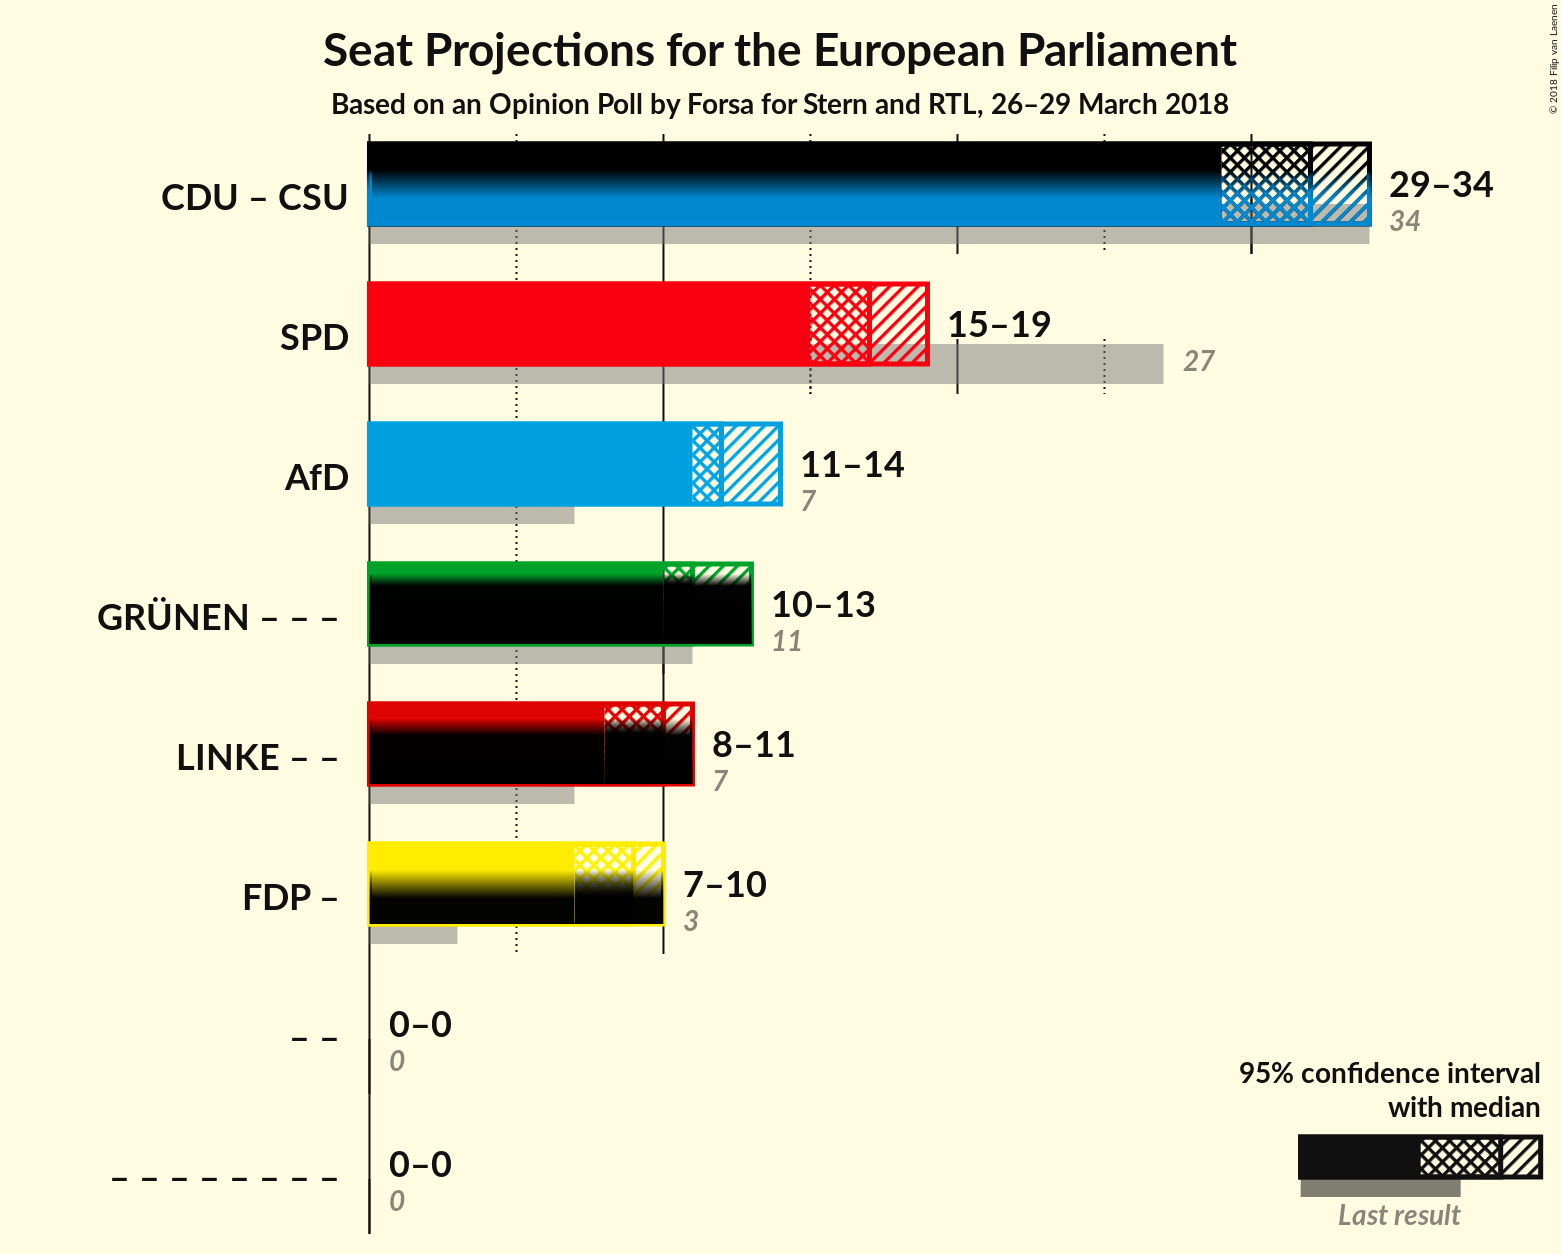 Seat Projections for the European Parliament
Based on an Opinion Poll by Forsa for Stern and RTL, 26–29 March 2018
© 2018 Filip van Laenen
CDU – CSU
29–34
34
SPD
15–19
27
AfD
11–14
7
GRÜNEN – – –
10–13
11
LINKE – –
8–11
7
FDP –
7–10
3
– –
0–0
0
– – – – – – – –
0–0
0
95% confidence interval
with median
Last result